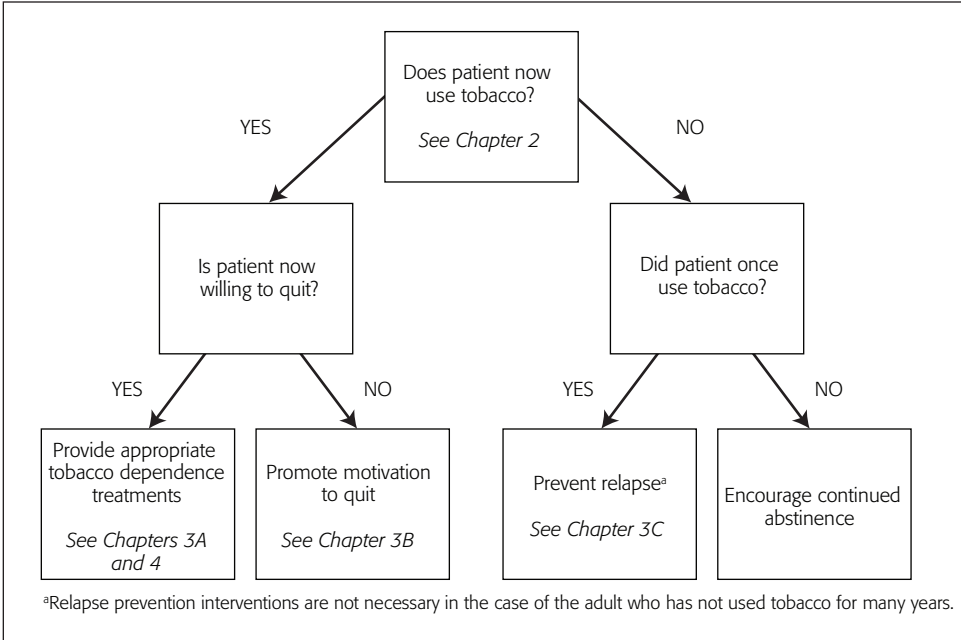 Does patient now
use tobacco?
See Chapter 2
YES
NO
Is patient now
willing to quit?
Did patient once
use tobacco?
YES
NO
YES
NO
Provide appropriate
tobacco dependence
treatments
See Chapters 3A
and 4
Promote motivation
to quit
See Chapter 3B
Prevent relapseᵃ
See Chapter 3C
Encourage continued
abstinence
ᵃRelapse prevention interventions are not necessary in the case of the adult who has not used tobacco for many years.